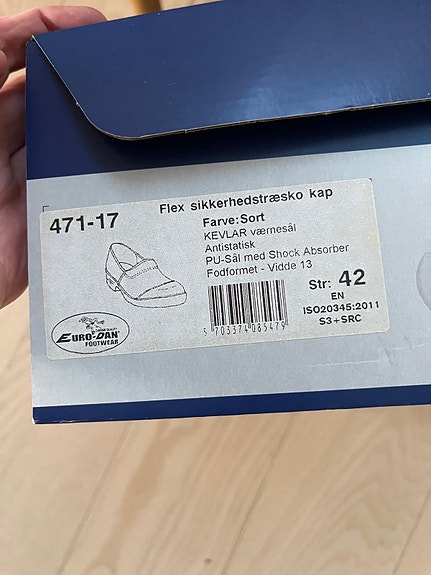 471-17
Flex sikkerhedstræsko kap
Farve:Sort
KEVLAR værnesål
Antistatisk
PU-Sål med Shock Absorber
Fodformet - Vidde 13
Str: 42
EN
ISO20345:2011
S3+SRC
5 703374 085479
EURO-DAN
FOOTWEAR